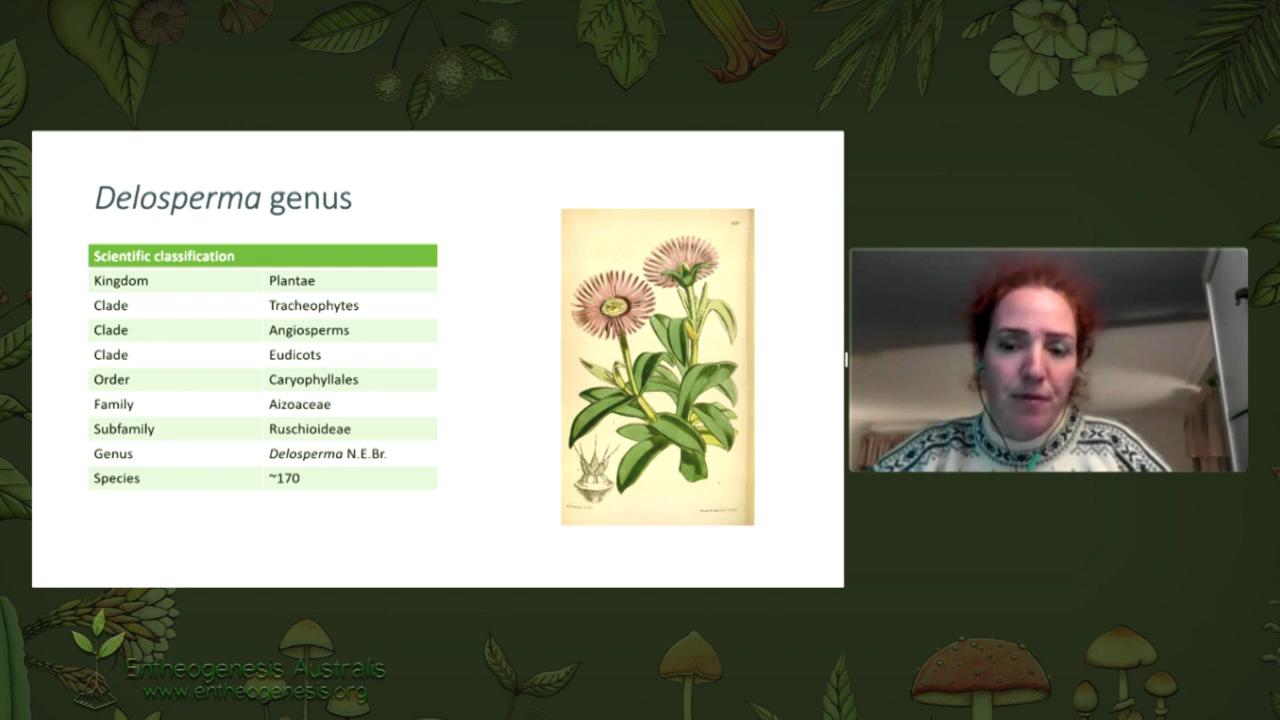 Delosperma genus
Scientific classification
Kingdom Plantae
Clade Tracheophytes
Clade Angiosperms
Clade Eudicots
Order Caryophyllales
Family Aizoaceae
Subfamily Ruschioideae
Genus Delosperma N.E.Br.
Species ~170
Entheogenesis Australis
www.entheogenesis.org